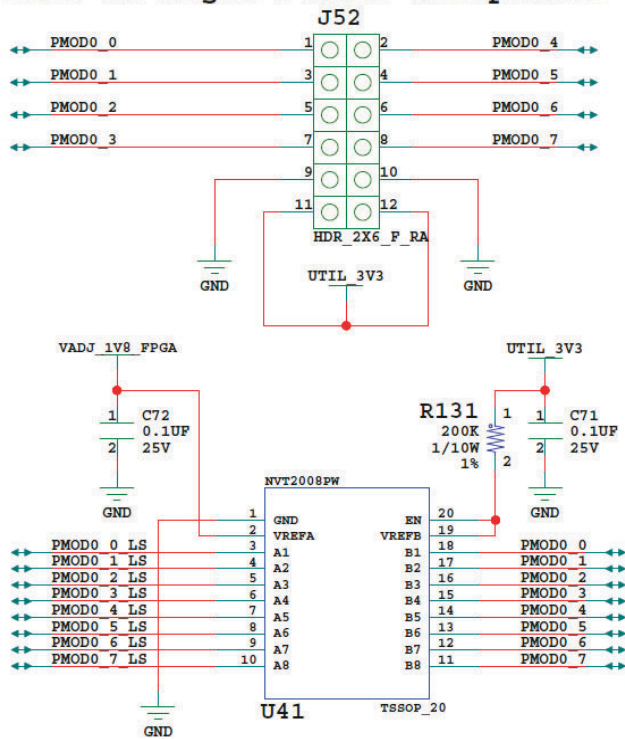 J52
PMOD0_0 1 2 PMOD0_4
PMOD0_1 3 4 PMOD0_5
PMOD0_2 5 6 PMOD0_6
PMOD0_3 7 8 PMOD0_7
9 10
11 12
HDR_2X6_F_RA
GND UTIL_3V3 GND
VADJ_1V8_FPGA UTIL_3V3
1 C72 R131 1 1 C71
0.1UF 200K 0.1UF
2 25V 1/10W 2 25V
1% 2
GND NVT2008PW GND
1 GND EN 20
2 VREFA VREFB 19
PMOD0_0_LS 3 A1 B1 18 PMOD0_0
PMOD0_1_LS 4 A2 B2 17 PMOD0_1
PMOD0_2_LS 5 A3 B3 16 PMOD0_2
PMOD0_3_LS 6 A4 B4 15 PMOD0_3
PMOD0_4_LS 7 A5 B5 14 PMOD0_4
PMOD0_5_LS 8 A6 B6 13 PMOD0_5
PMOD0_6_LS 9 A7 B7 12 PMOD0_6
PMOD0_7_LS 10 A8 B8 11 PMOD0_7
U41 TSSOP_20
GND